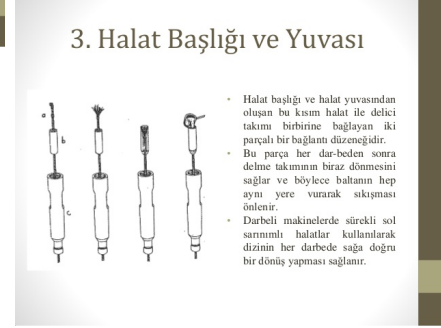 3. Halat Başlığı ve Yuvası
a
b
c
• Halat başlığı ve halat yuvasından
oluşan bu kısım halat ile delici
takımı birbirine bağlayan iki
parçalı bir bağlantı düzeneğidir.
• Bu parça her dar-beden sonra
delme takımının biraz dönmesini
sağlar ve böylece baltanın hep
aynı yere vurarak sıkışması
önlenir.
• Darbeli makinelerde sürekli sol
sarınımlı halatlar kullanılarak
dizinin her darbede sağa doğru
bir dönüş yapması sağlanır.